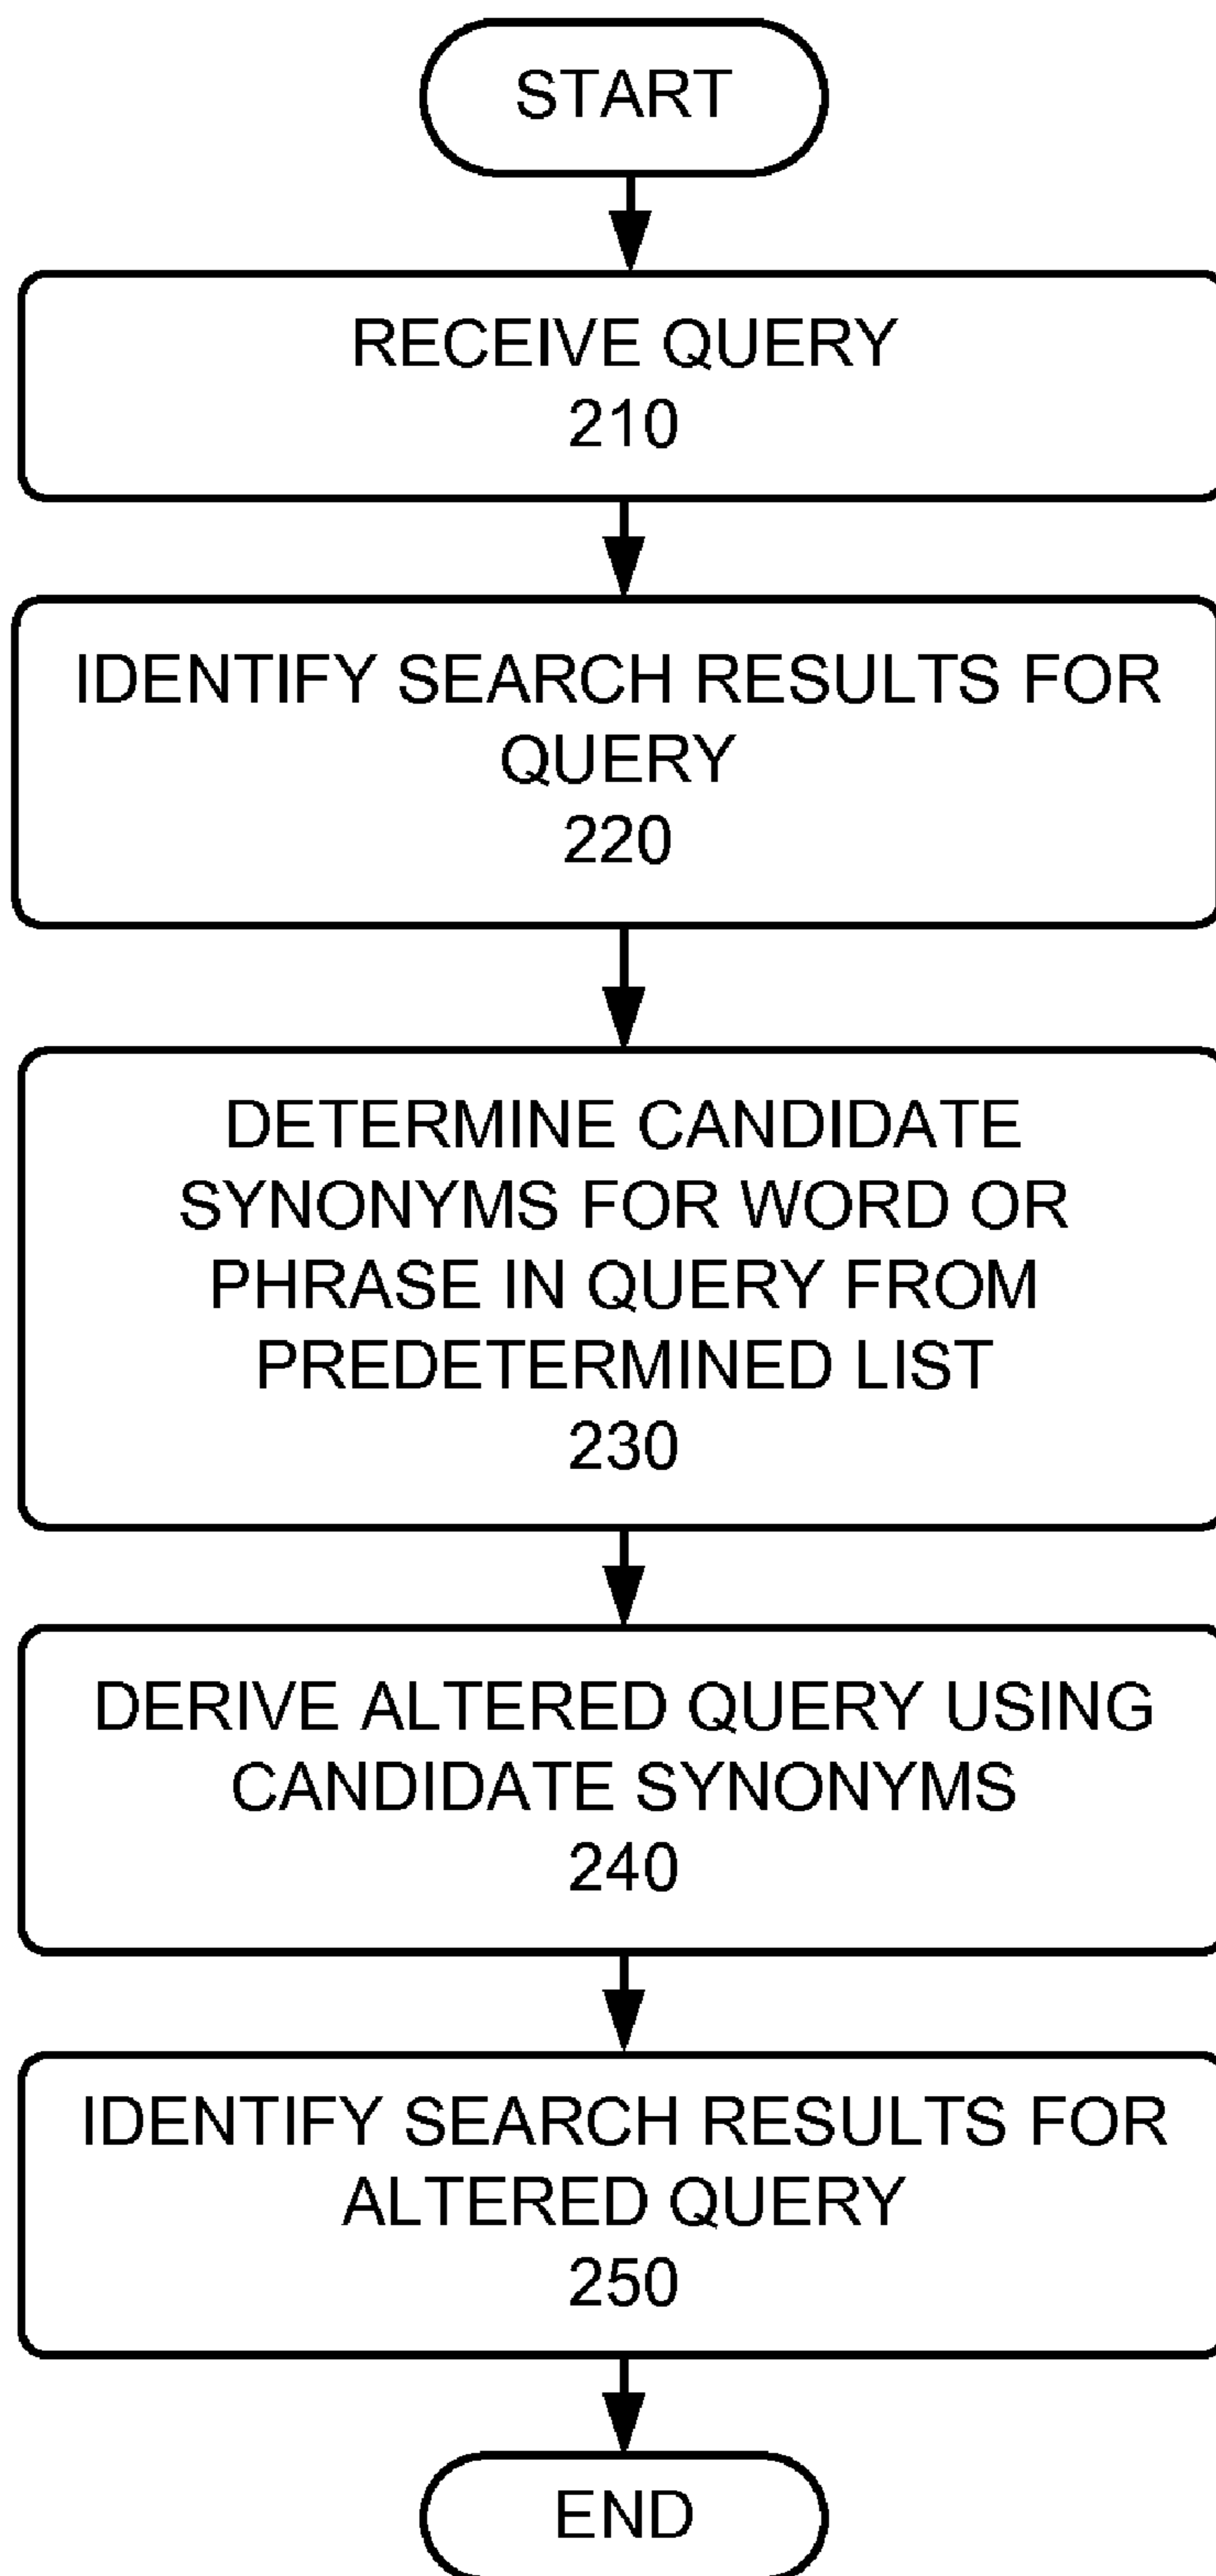 START
RECEIVE QUERY
210
IDENTIFY SEARCH RESULTS FOR
QUERY
220
DETERMINE CANDIDATE
SYNONYMS FOR WORD OR
PHRASE IN QUERY FROM
PREDETERMINED LIST
230
DERIVE ALTERED QUERY USING
CANDIDATE SYNONYMS
240
IDENTIFY SEARCH RESULTS FOR
ALTERED QUERY
250
END